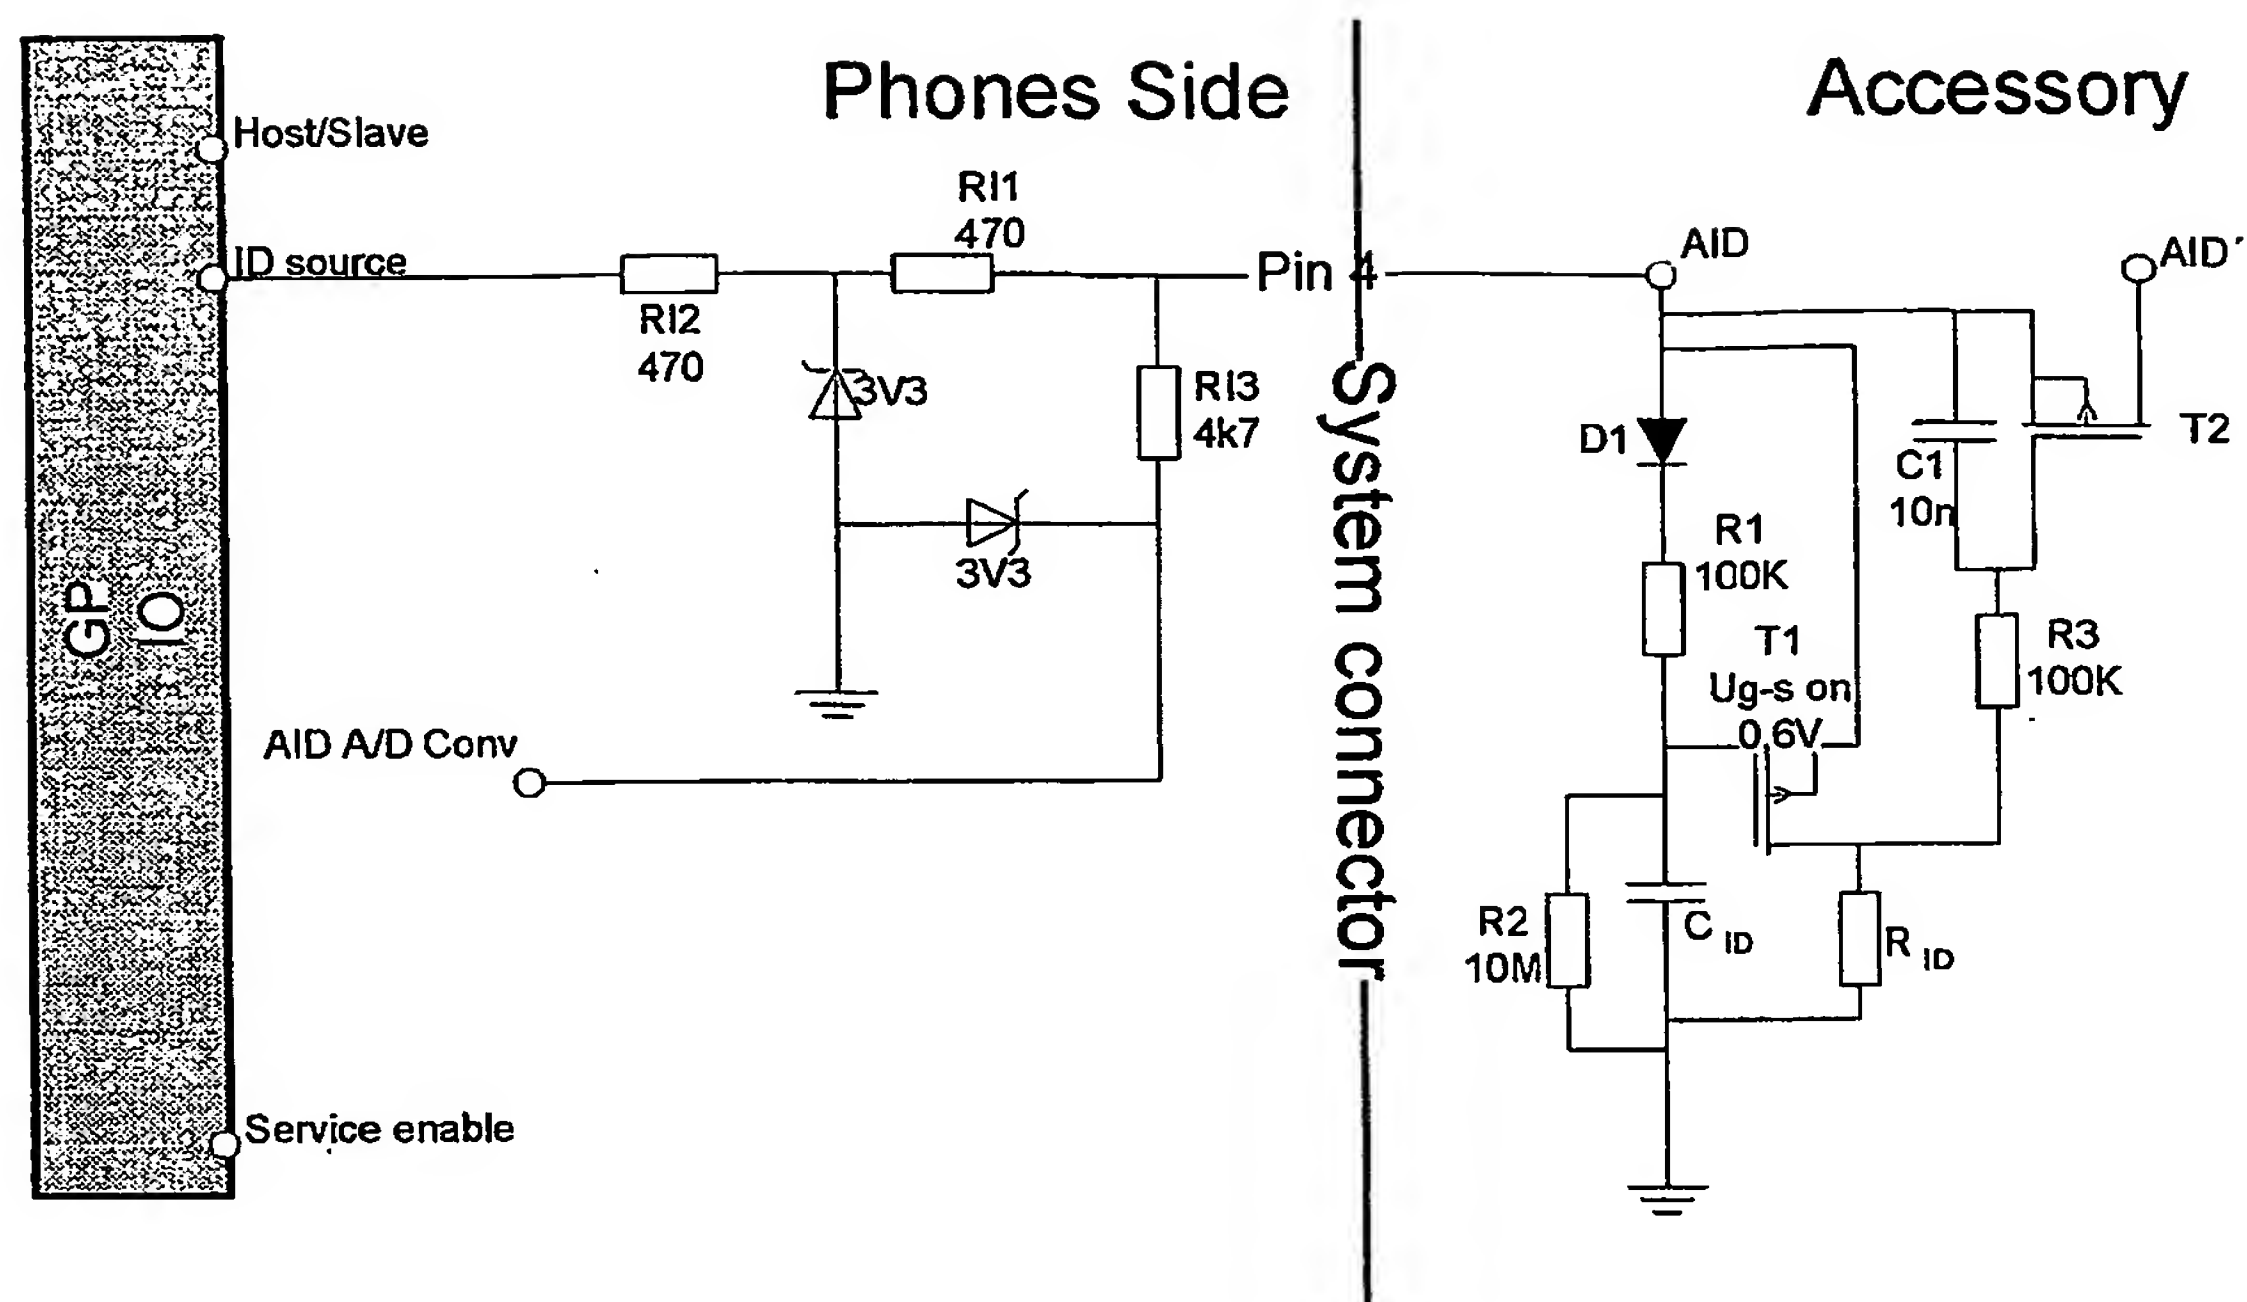 Phones Side
Accessory
Host/Slave
RI1
470
ID source
Pin 4
AID
AID´
RI2
470
3V3
RI3
4k7
D1
T2
C1
10n
R1
100K
3V3
System connector
GP
IO
T1
Ug-s on
0,6V
R3
100K
AID A/D Conv
R2
10M
C ID
R ID
Service enable